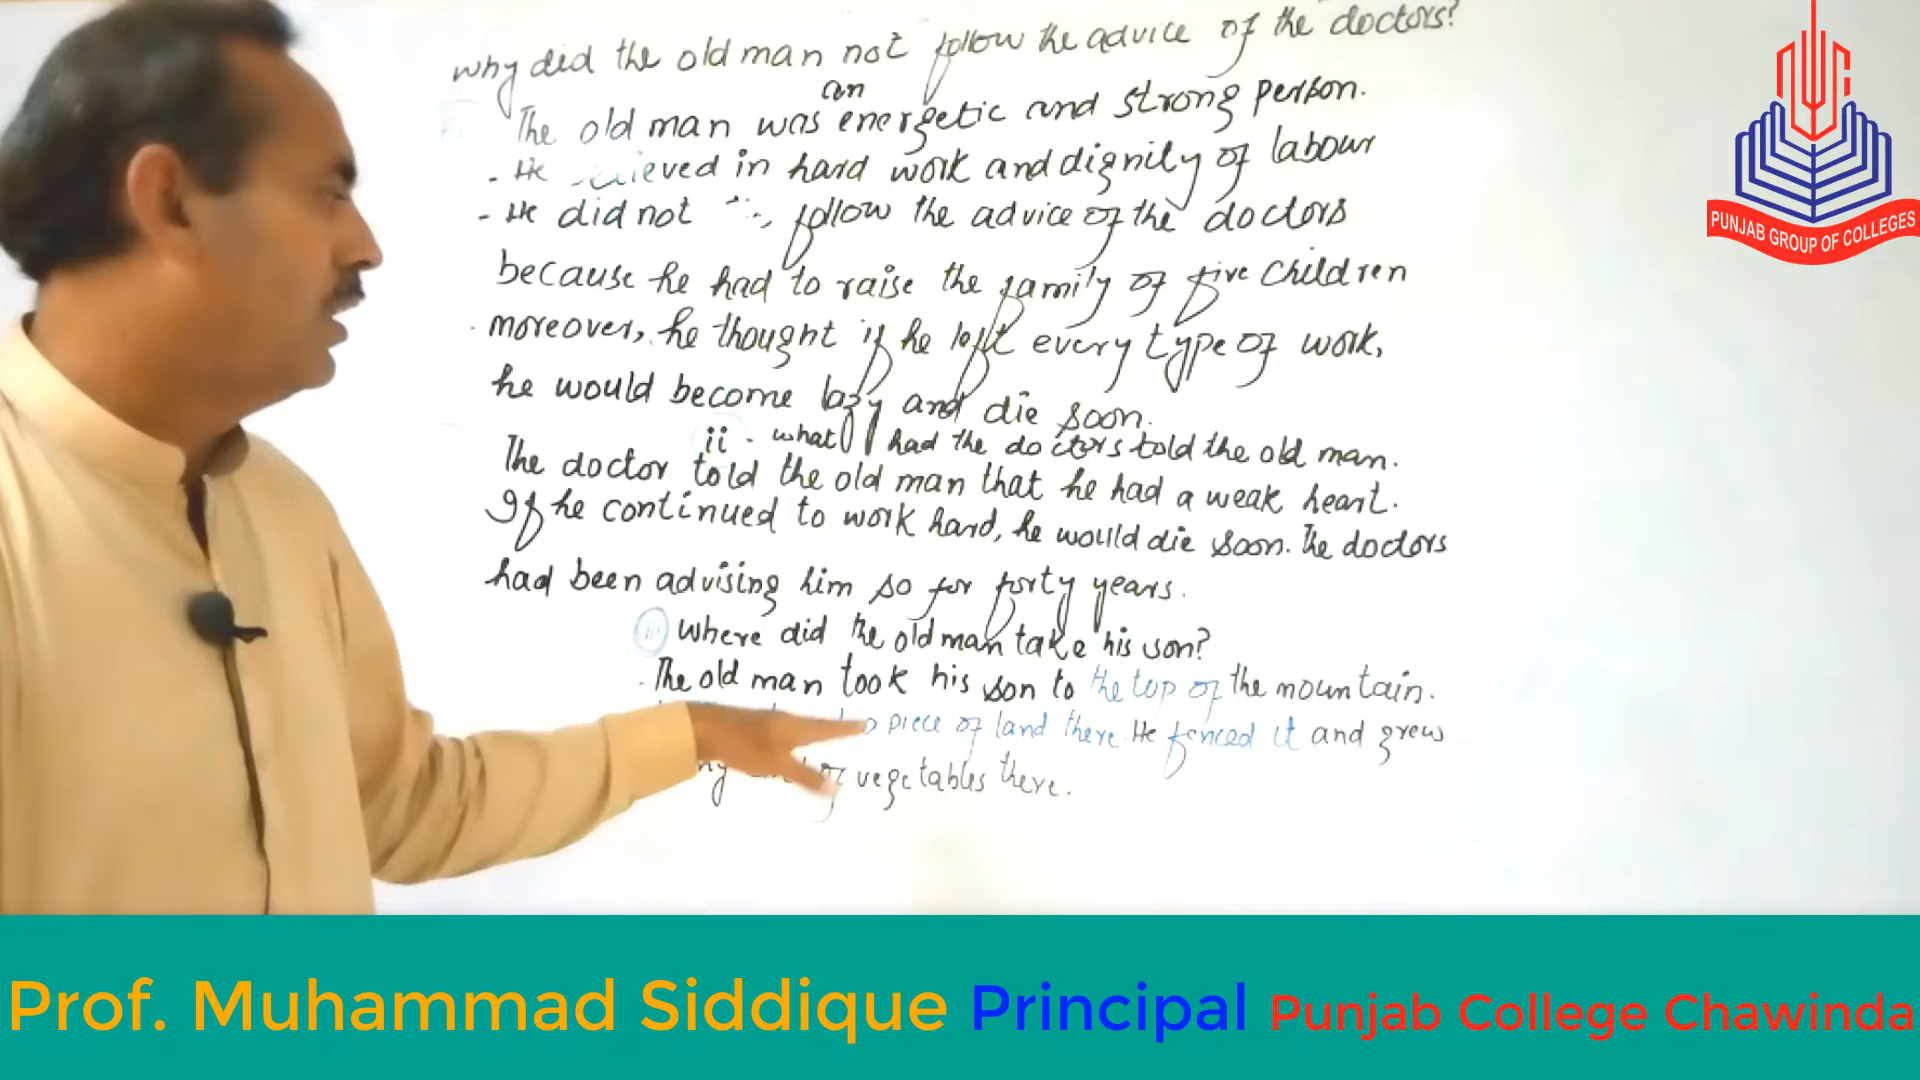 why did the old man not follow the advice of the doctors?
an
The old man was energetic and strong person.
- He believed in hard work and dignity of labour
- He did not follow the advice of the doctors
because he had to raise the family of five children
moreover, he thought if he left every type of work,
he would become lazy and die soon.
ii. what had the doctors told the old man.
The doctor told the old man that he had a weak heart.
If he continued to work hard, he would die soon. The doctors
had been advising him so for forty years.
iii where did the old man take his son?
The old man took his son to the top of the mountain.
piece of land there. He fenced it and grew
of vegetables there.
PUNJAB GROUP OF COLLEGES
Prof. Muhammad Siddique Principal Punjab College Chawinda